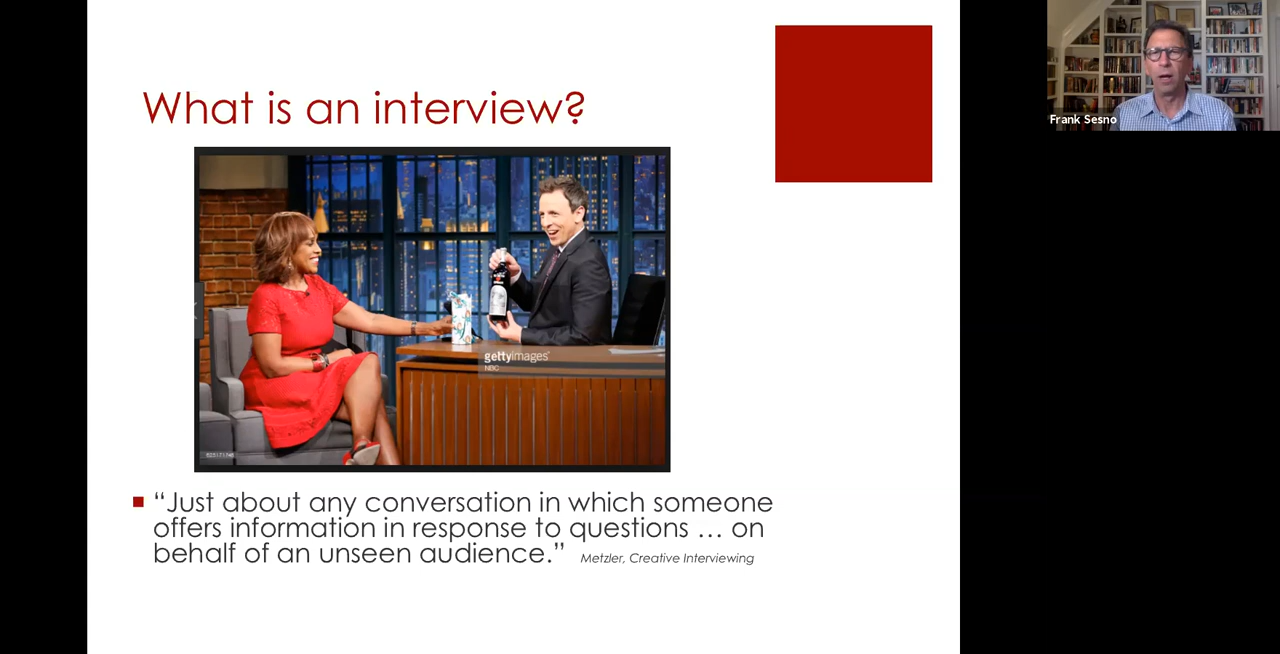 What is an interview?
gettyimages®
NBC
“Just about any conversation in which someone
offers information in response to questions … on
behalf of an unseen audience.” Metzler, Creative Interviewing
Frank Sesno